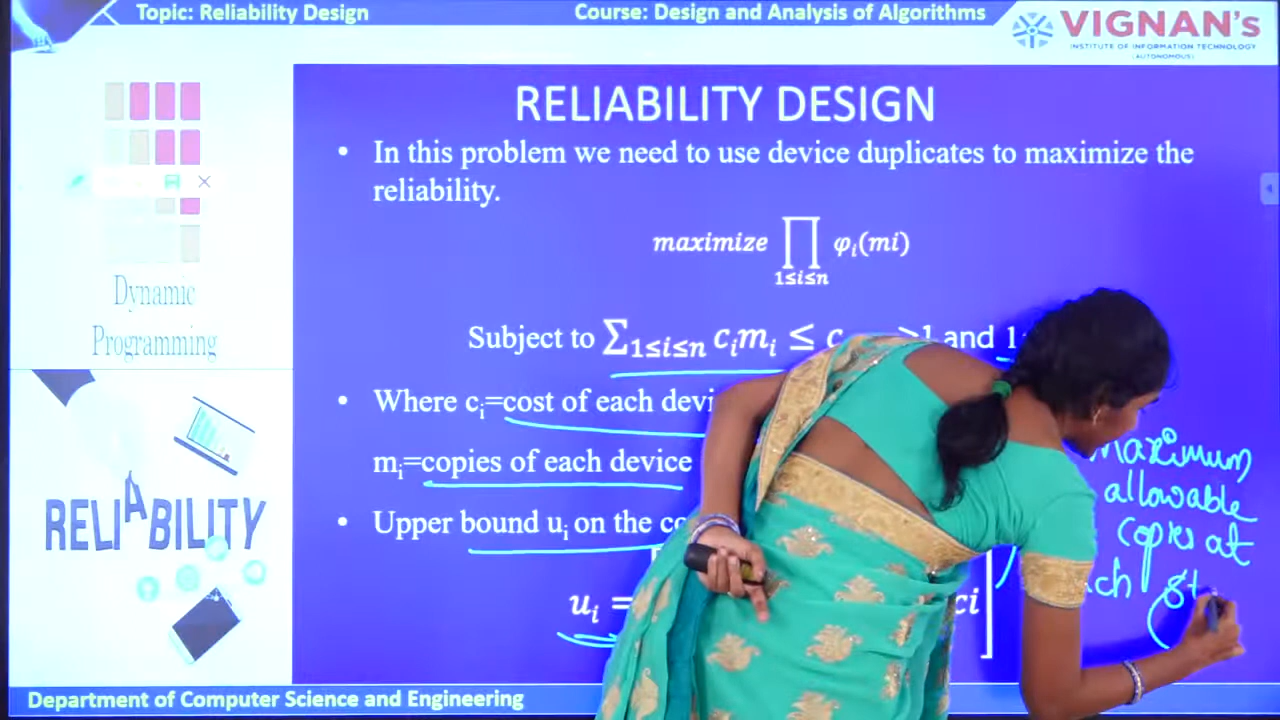 Topic: Reliability Design
Course: Design and Analysis of Algorithms
VIGNAN's
INSTITUTE OF INFORMATION TECHNOLOGY
(AUTONOMOUS)
RELIABILITY DESIGN
• In this problem we need to use device duplicates to maximize the
reliability.
maximize ∏ φᵢ(mi)
1≤i≤n
Subject to ∑₁≤ᵢ≤ₙ cᵢmᵢ ≤ c ≥1 and 1
• Where cᵢ=cost of each devi
mᵢ=copies of each device
• Upper bound uᵢ on the co
uᵢ = ci
maximum
allowable
copies at
Dynamic
Programming
RELIABILITY
Department of Computer Science and Engineering